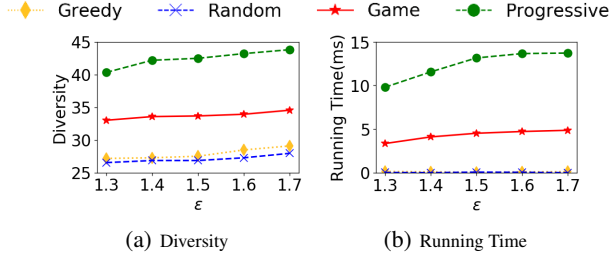 Greedy Random Game Progressive
Diversity
45
40
35
30
25
1.3 1.4 1.5 1.6 1.7
ε
(a) Diversity
Running Time(ms)
15
10
5
0
1.3 1.4 1.5 1.6 1.7
ε
(b) Running Time